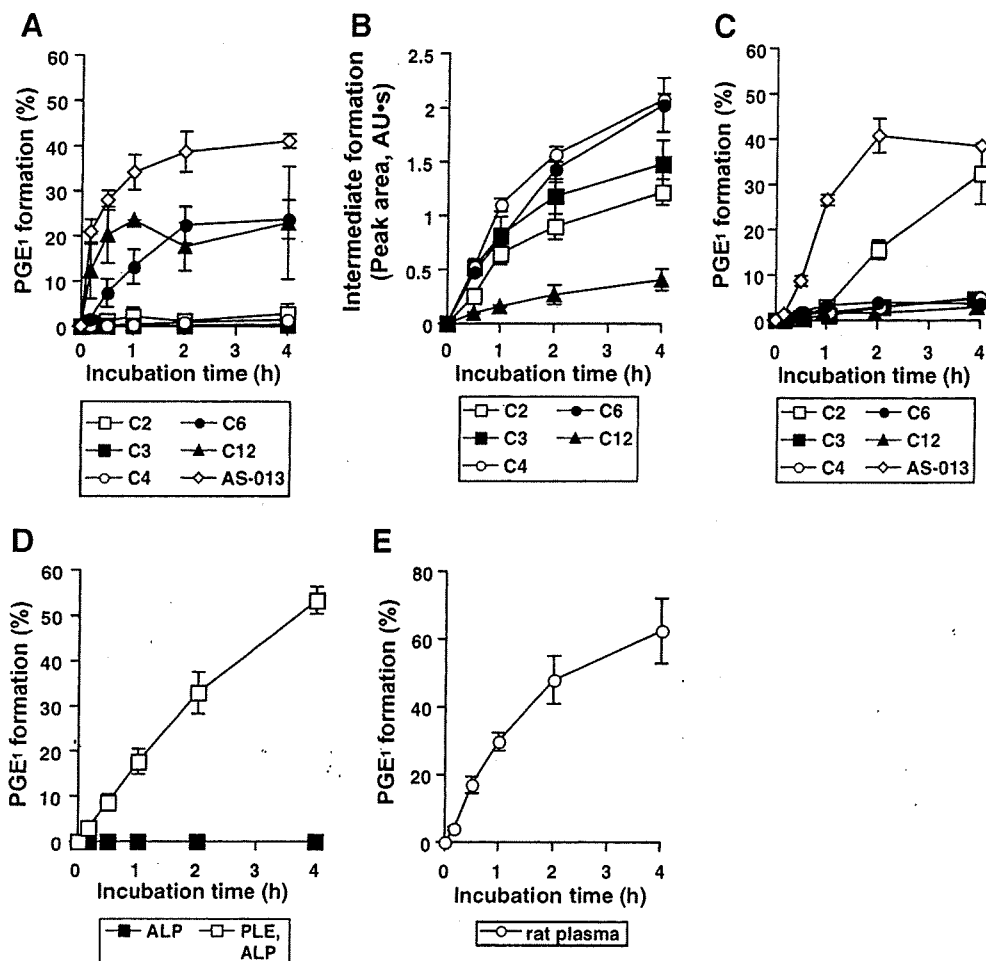 A
PGE¹ formation (%)
60
50
40
30
20
10
0
0 1 2 3 4
Incubation time (h)
C2 C6
C3 C12
C4 AS-013
B
Intermediate formation
(Peak area, AU•s)
2.5
2
1.5
1
0.5
0
0 1 2 3 4
Incubation time (h)
C2 C6
C3 C12
C4
C
PGE¹ formation (%)
60
50
40
30
20
10
0
0 1 2 3 4
Incubation time (h)
C2 C6
C3 C12
C4 AS-013
D
PGE¹ formation (%)
60
50
40
30
20
10
0
0 1 2 3 4
Incubation time (h)
ALP PLE,
ALP
E
PGE¹ formation (%)
80
60
40
20
0
0 1 2 3 4
Incubation time (h)
rat plasma